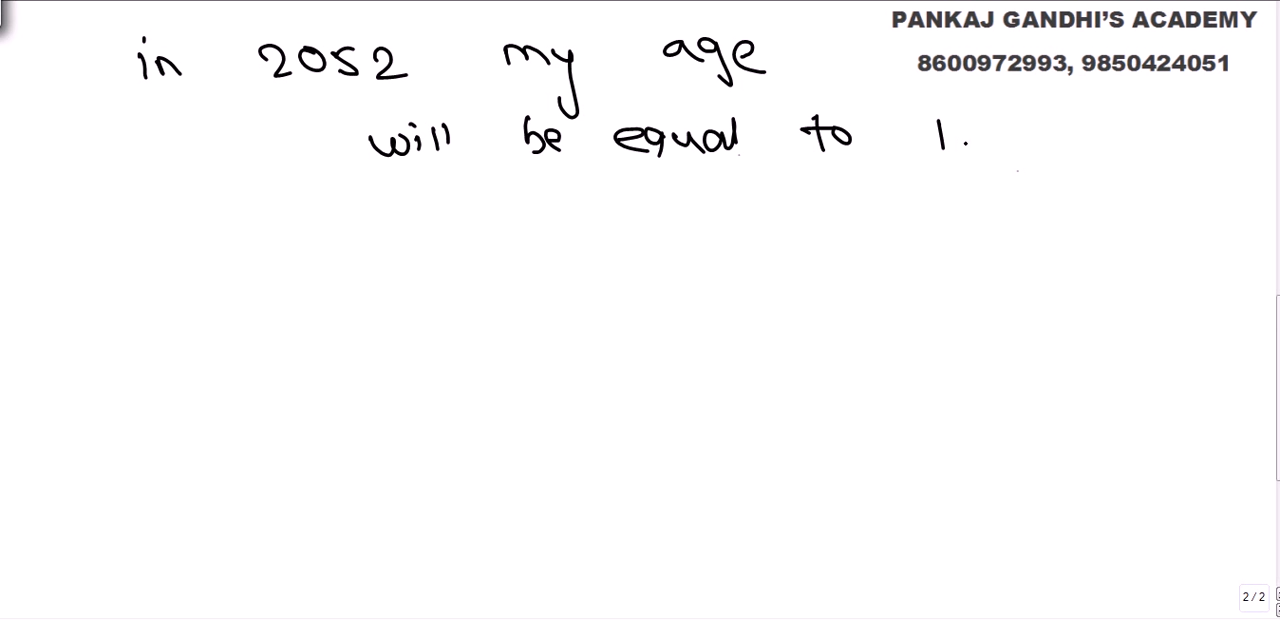 PANKAJ GANDHI'S ACADEMY
8600972993, 9850424051
in 2052 my age
will be equal to 1.
2 / 2